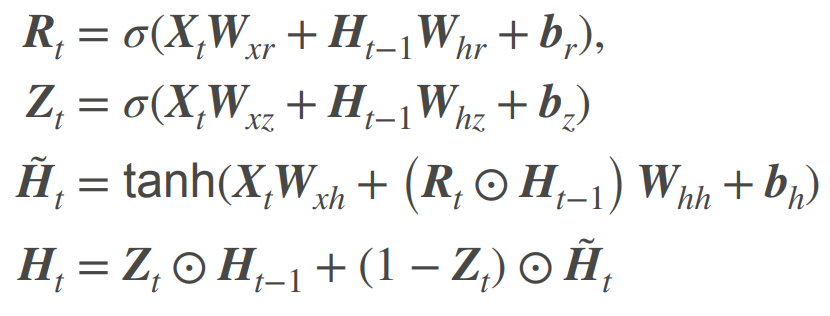 R_t = σ(X_t W_xr + H_{t−1} W_hr + b_r),
Z_t = σ(X_t W_xz + H_{t−1} W_hz + b_z)
H̃_t = tanh(X_t W_xh + (R_t ⊙ H_{t−1}) W_hh + b_h)
H_t = Z_t ⊙ H_{t−1} + (1 − Z_t) ⊙ H̃_t